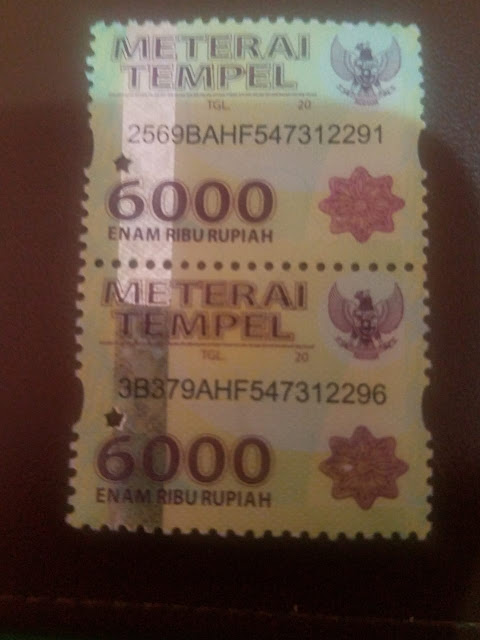 METERAI
TEMPEL
TGL. 20
2569BAHF547312291
6000
ENAM RIBU RUPIAH
METERAI
TEMPEL
TGL. 20
3B379AHF547312296
6000
ENAM RIBU RUPIAH